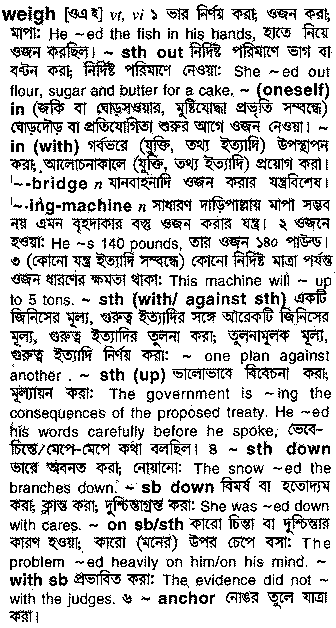 weigh [ওএই] vt, vi ১ ভার নির্ণয় করা; ওজন করা;
মাপা: He ~ed the fish in his hands, হাতে নিয়ে
ওজন করছিল। ~ sth out নির্দিষ্ট পরিমাণে ভাগ বা
বণ্টন করা; নির্দিষ্ট পরিমাণে নেওয়া: She ~ed out
flour, sugar and butter for a cake. ~ (oneself)
in (জকি বা ঘোড়সওয়ার, মুষ্টিযোদ্ধা প্রভৃতি সম্বন্ধে)
ঘোড়দৌড় বা প্রতিযোগিতা শুরুর আগে ওজন নেওয়া। ~
in (with) গর্বভরে (যুক্তি, তথ্য ইত্যাদি) উপস্থাপন
করা; আলোচনাকালে (যুক্তি, তথ্য ইত্যাদি) প্রয়োগ করা।
'~-bridge n যানবাহনাদি ওজন করার যন্ত্রবিশেষ।
'~-ing-machine n সাধারণ দাড়িপাল্লায় মাপা সম্ভব
নয় এমন বৃহদাকার বস্তু ওজন করার যন্ত্র। ২ ওজনে
হওয়া: He ~s 140 pounds, তার ওজন ১৪০ পাউন্ড।
৩ (কোনো যন্ত্র ইত্যাদি সম্বন্ধে) কোনো নির্দিষ্ট মাত্রা পর্যন্ত
ওজন ধারণের ক্ষমতা থাকা: This machine will ~ up
to 5 tons. ~ sth (with/ against sth) একটি
জিনিসের মূল্য, গুরুত্ব ইত্যাদির সঙ্গে আরেকটি জিনিসের
মূল্য, গুরুত্ব ইত্যাদির তুলনা করা; তুলনামূলক মূল্য,
গুরুত্ব ইত্যাদি নির্ণয় করা: ~ one plan against
another. ~ sth (up) ভালোভাবে বিবেচনা করা;
মূল্যায়ন করা: The government is ~ing the
consequences of the proposed treaty. He ~ed
his words carefully before he spoke, ভেবে-
চিন্তে/মেপে-মেপে কথা বলছিল। ৪ ~ sth down
ভারে অবনত করা; নোয়ানো: The snow ~ed the
branches down. ~ sb down বিমর্ষ বা হতোদ্যম
করা; ক্লান্ত করা; দুশ্চিন্তাগ্রস্ত করা: She was ~ed down
with cares. ~ on sb/sth কারো চিন্তা বা দুশ্চিন্তার
কারণ হওয়া; কারো (মনের) উপর চেপে বসা: The
problem ~ed heavily on him/on his mind. ~
with sb প্রভাবিত করা: The evidence did not ~
with the judges. ৬ ~ anchor নোঙর তুলে যাত্রা
করা।